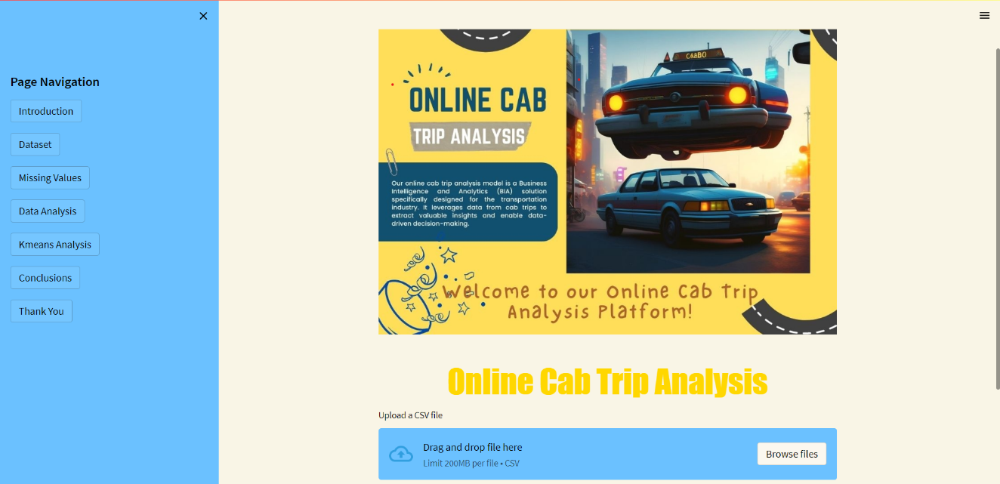 Page Navigation
Introduction
Dataset
Missing Values
Data Analysis
Kmeans Analysis
Conclusions
Thank You
ONLINE CAB
TRIP ANALYSIS
Our online cab trip analysis model is a Business
Intelligence and Analytics (BIA) solution
specifically designed for the transportation
industry. It leverages data from cab trips to
extract valuable insights and enable data-
driven decision-making.
CABBO
Welcome to our Online Cab Trip
Analysis Platform!
Online Cab Trip Analysis
Upload a CSV file
Drag and drop file here
Limit 200MB per file • CSV
Browse files